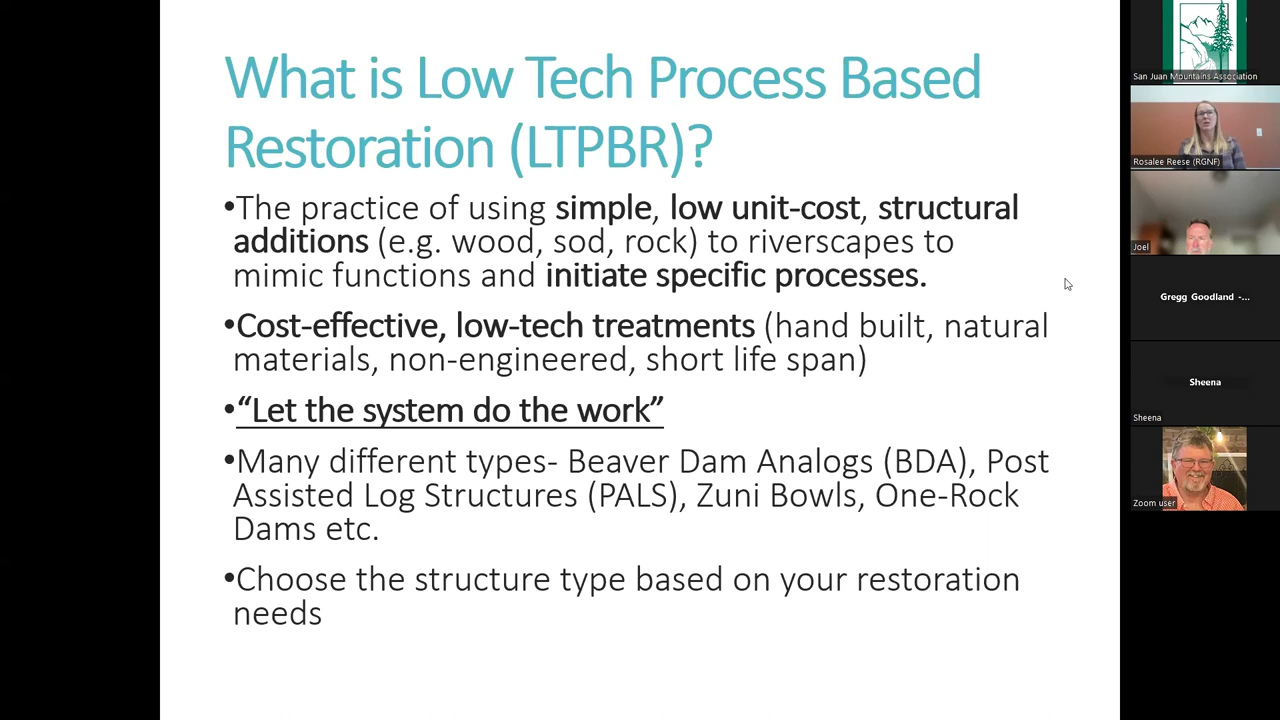 What is Low Tech Process Based
Restoration (LTPBR)?
•The practice of using simple, low unit-cost, structural
additions (e.g. wood, sod, rock) to riverscapes to
mimic functions and initiate specific processes.
•Cost-effective, low-tech treatments (hand built, natural
materials, non-engineered, short life span)
•“Let the system do the work”
•Many different types- Beaver Dam Analogs (BDA), Post
Assisted Log Structures (PALS), Zuni Bowls, One-Rock
Dams etc.
•Choose the structure type based on your restoration
needs
San Juan Mountains Association
Rosalee Reese (RGNF)
Joel
Gregg Goodland -...
Sheena
Sheena
Zoom user